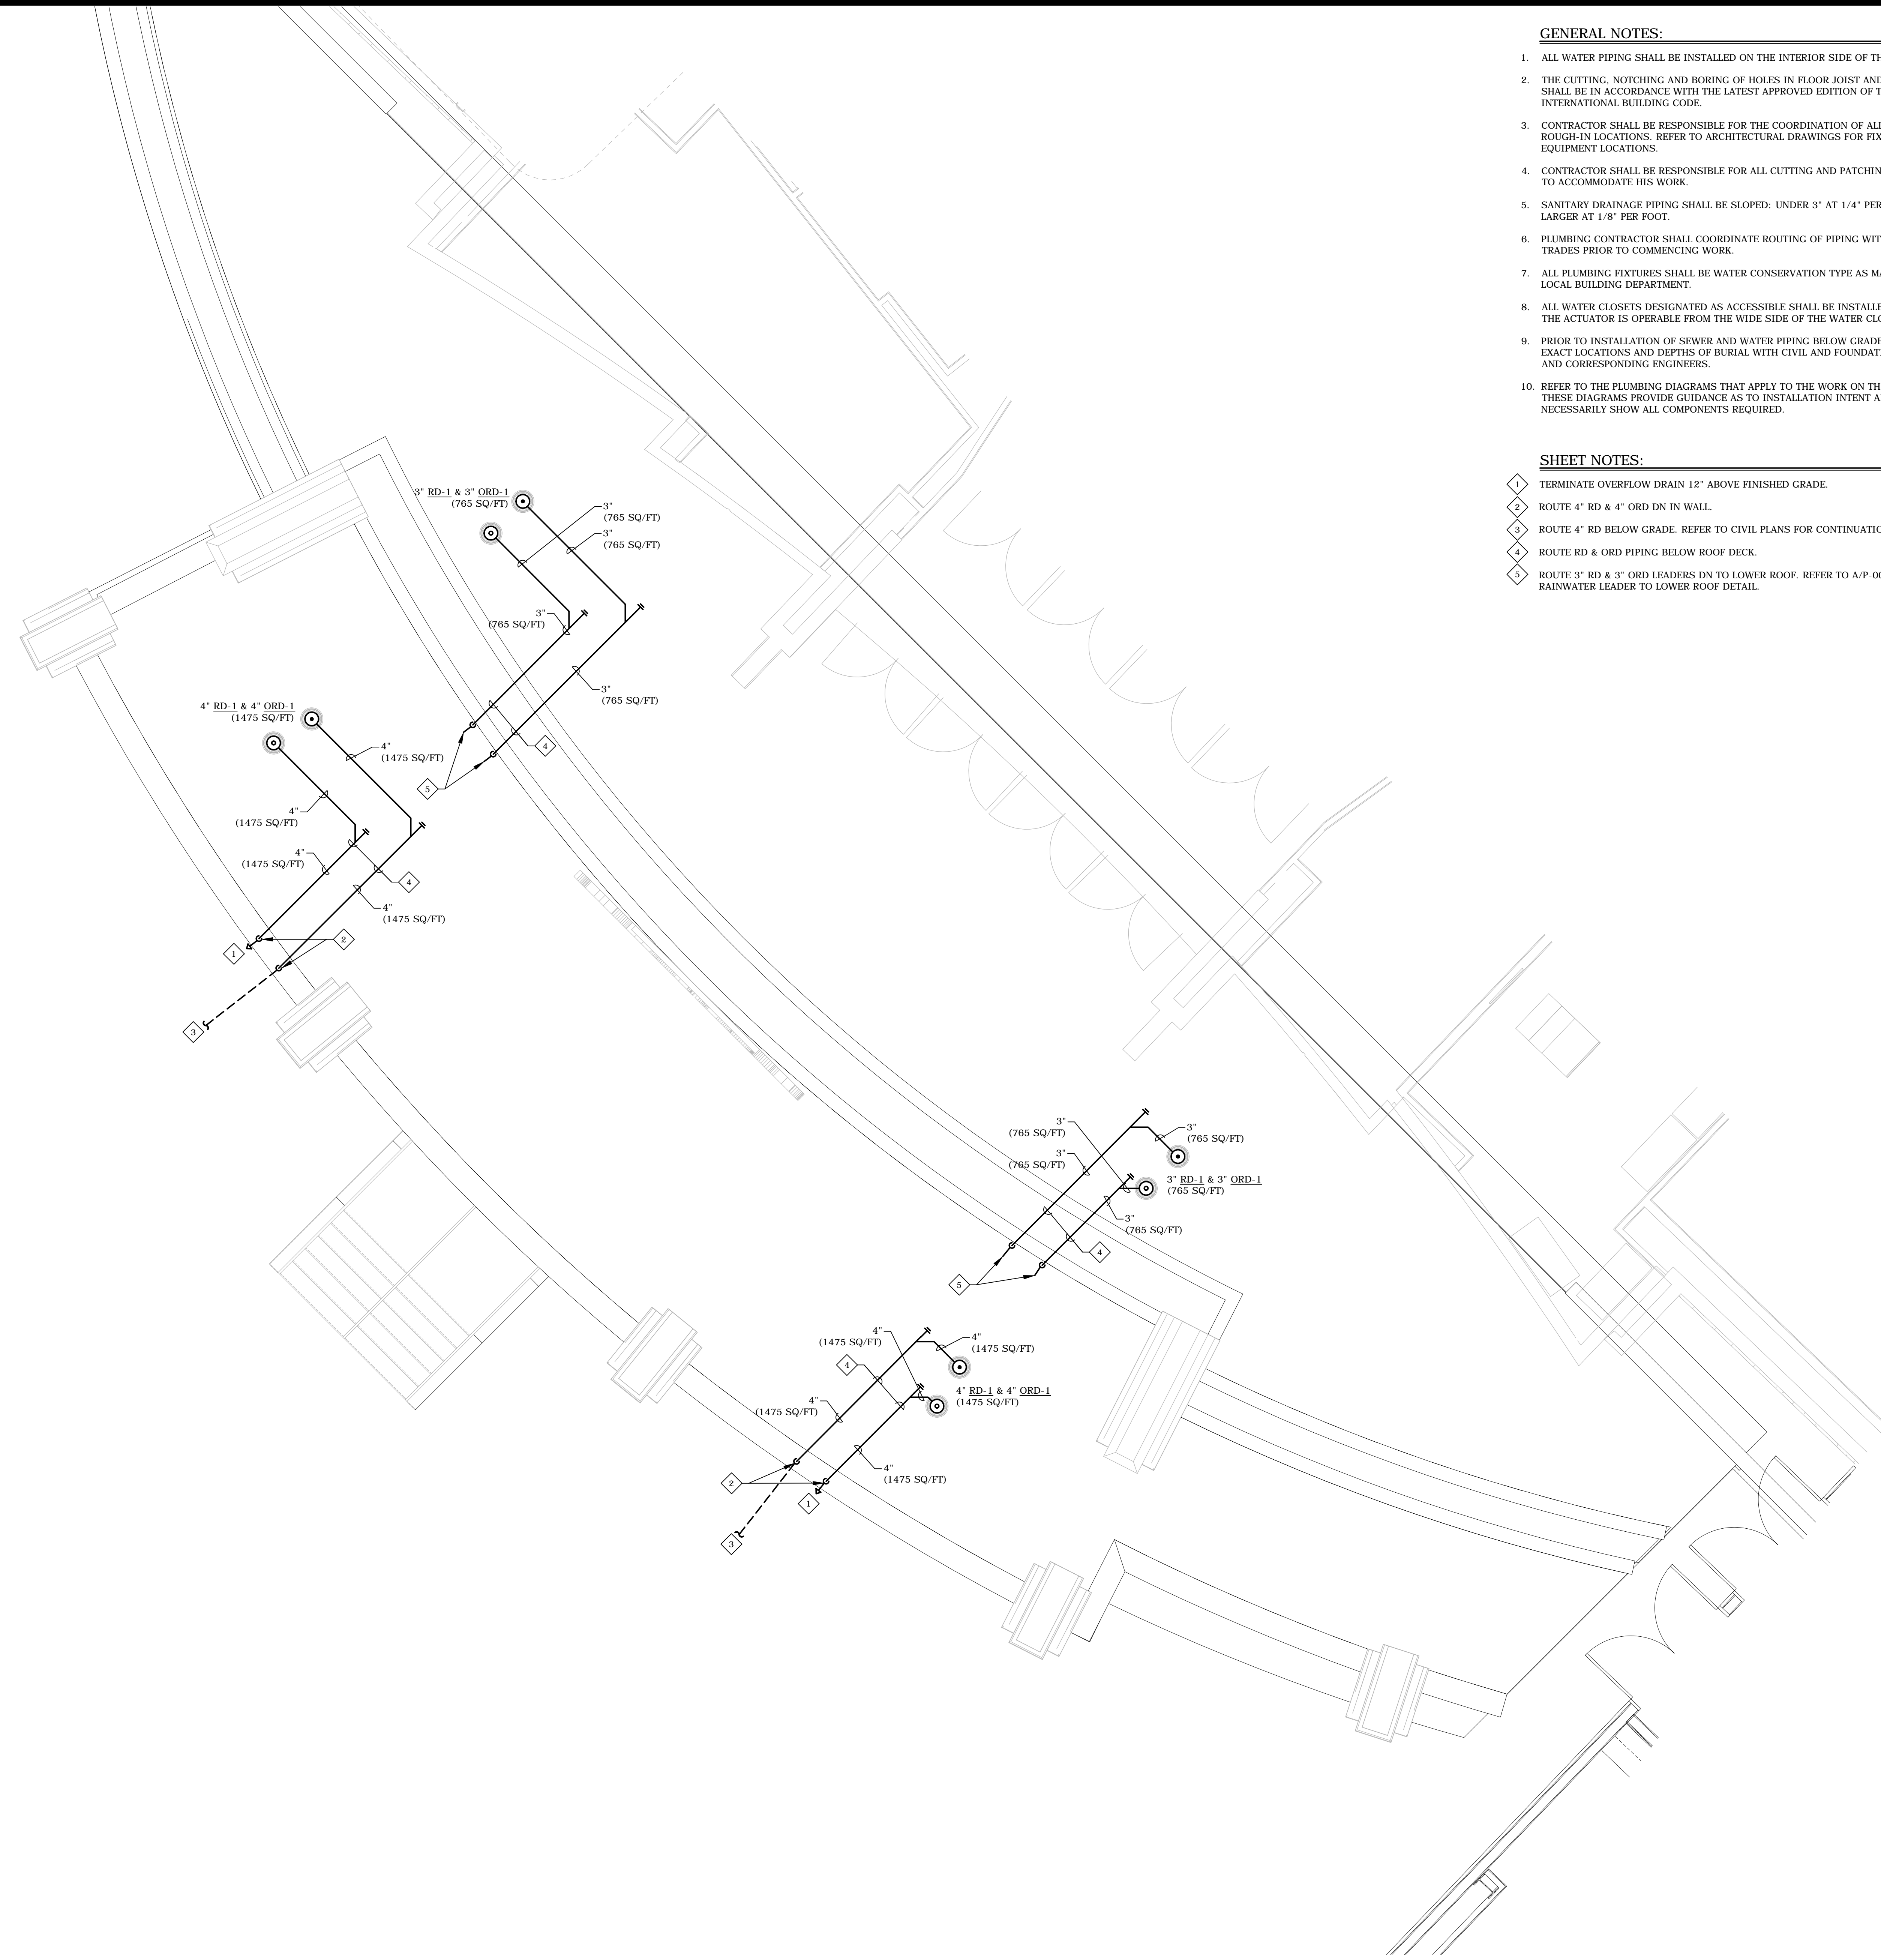 GENERAL NOTES:
1. ALL WATER PIPING SHALL BE INSTALLED ON THE INTERIOR SIDE OF
2. THE CUTTING, NOTCHING AND BORING OF HOLES IN FLOOR JOIST
SHALL BE IN ACCORDANCE WITH THE LATEST APPROVED EDITION OF
INTERNATIONAL BUILDING CODE.
3. CONTRACTOR SHALL BE RESPONSIBLE FOR THE COORDINATION OF
ROUGH-IN LOCATIONS. REFER TO ARCHITECTURAL DRAWINGS FOR
EQUIPMENT LOCATIONS.
4. CONTRACTOR SHALL BE RESPONSIBLE FOR ALL CUTTING AND
TO ACCOMMODATE HIS WORK.
5. SANITARY DRAINAGE PIPING SHALL BE SLOPED: UNDER 3" AT 1/4" PER
LARGER AT 1/8" PER FOOT.
6. PLUMBING CONTRACTOR SHALL COORDINATE ROUTING OF PIPING
TRADES PRIOR TO COMMENCING WORK.
7. ALL PLUMBING FIXTURES SHALL BE WATER CONSERVATION TYPE AS
LOCAL BUILDING DEPARTMENT.
8. ALL WATER CLOSETS DESIGNATED AS ACCESSIBLE SHALL BE
THE ACTUATOR IS OPERABLE FROM THE WIDE SIDE OF THE WATER
9. PRIOR TO INSTALLATION OF SEWER AND WATER PIPING BELOW GRADE
EXACT LOCATIONS AND DEPTHS OF BURIAL WITH CIVIL AND
AND CORRESPONDING ENGINEERS.
10. REFER TO THE PLUMBING DIAGRAMS THAT APPLY TO THE WORK ON
THESE DIAGRAMS PROVIDE GUIDANCE AS TO INSTALLATION INTENT
NECESSARILY SHOW ALL COMPONENTS REQUIRED.
SHEET NOTES:
1 TERMINATE OVERFLOW DRAIN 12" ABOVE FINISHED GRADE.
2 ROUTE 4" RD & 4" ORD DN IN WALL.
3 ROUTE 4" RD BELOW GRADE. REFER TO CIVIL PLANS FOR
4 ROUTE RD & ORD PIPING BELOW ROOF DECK.
5 ROUTE 3" RD & 3" ORD LEADERS DN TO LOWER ROOF. REFER TO
RAINWATER LEADER TO LOWER ROOF DETAIL.
3" RD-1 & 3" ORD-1
(765 SQ/FT)
3"
(765 SQ/FT)
3"
(765 SQ/FT)
3"
(765 SQ/FT)
3"
(765 SQ/FT)
4
5
4" RD-1 & 4" ORD-1
(1475 SQ/FT)
4"
(1475 SQ/FT)
4"
(1475 SQ/FT)
4"
(1475 SQ/FT)
4
4"
(1475 SQ/FT)
2
1
3
3"
(765 SQ/FT)
3"
(765 SQ/FT)
3"
(765 SQ/FT)
3" RD-1 & 3" ORD-1
(765 SQ/FT)
3"
(765 SQ/FT)
4
5
4"
(1475 SQ/FT)
4"
(1475 SQ/FT)
4
4" RD-1 & 4" ORD-1
(1475 SQ/FT)
4"
(1475 SQ/FT)
4"
(1475 SQ/FT)
2
1
3